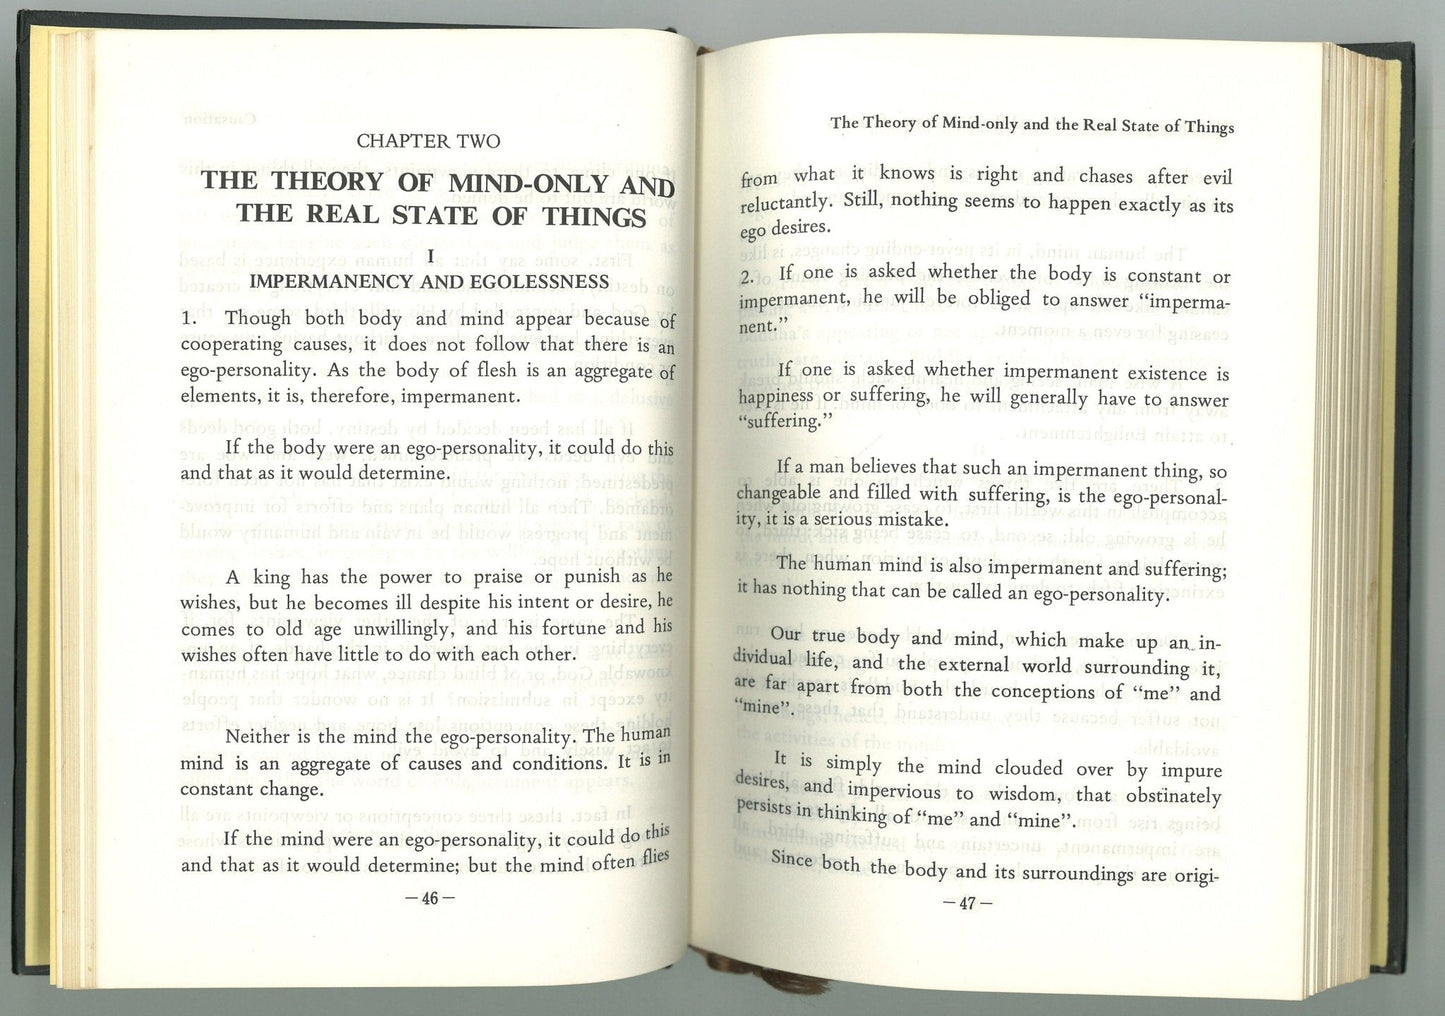 CHAPTER TWO
THE THEORY OF MIND-ONLY AND
THE REAL STATE OF THINGS
I
IMPERMANENCY AND EGOLESSNESS
1. Though both body and mind appear because of
cooperating causes, it does not follow that there is an
ego-personality. As the body of flesh is an aggregate of
elements, it is, therefore, impermanent.
If the body were an ego-personality, it could do this
and that as it would determine.
A king has the power to praise or punish as he
wishes, but he becomes ill despite his intent or desire, he
comes to old age unwillingly, and his fortune and his
wishes often have little to do with each other.
Neither is the mind the ego-personality. The human
mind is an aggregate of causes and conditions. It is in
constant change.
If the mind were an ego-personality, it could do this
and that as it would determine; but the mind often flies
—46—
The Theory of Mind-only and the Real State of Things
from what it knows is right and chases after evil
reluctantly. Still, nothing seems to happen exactly as its
ego desires.
2. If one is asked whether the body is constant or
impermanent, he will be obliged to answer “imperma-
nent.”
If one is asked whether impermanent existence is
happiness or suffering, he will generally have to answer
“suffering.”
If a man believes that such an impermanent thing, so
changeable and filled with suffering, is the ego-personal-
ity, it is a serious mistake.
The human mind is also impermanent and suffering;
it has nothing that can be called an ego-personality.
Our true body and mind, which make up an in-
dividual life, and the external world surrounding it,
are far apart from both the conceptions of “me” and
“mine”.
It is simply the mind clouded over by impure
desires, and impervious to wisdom, that obstinately
persists in thinking of “me” and “mine”.
Since both the body and its surroundings are origi-
—47—